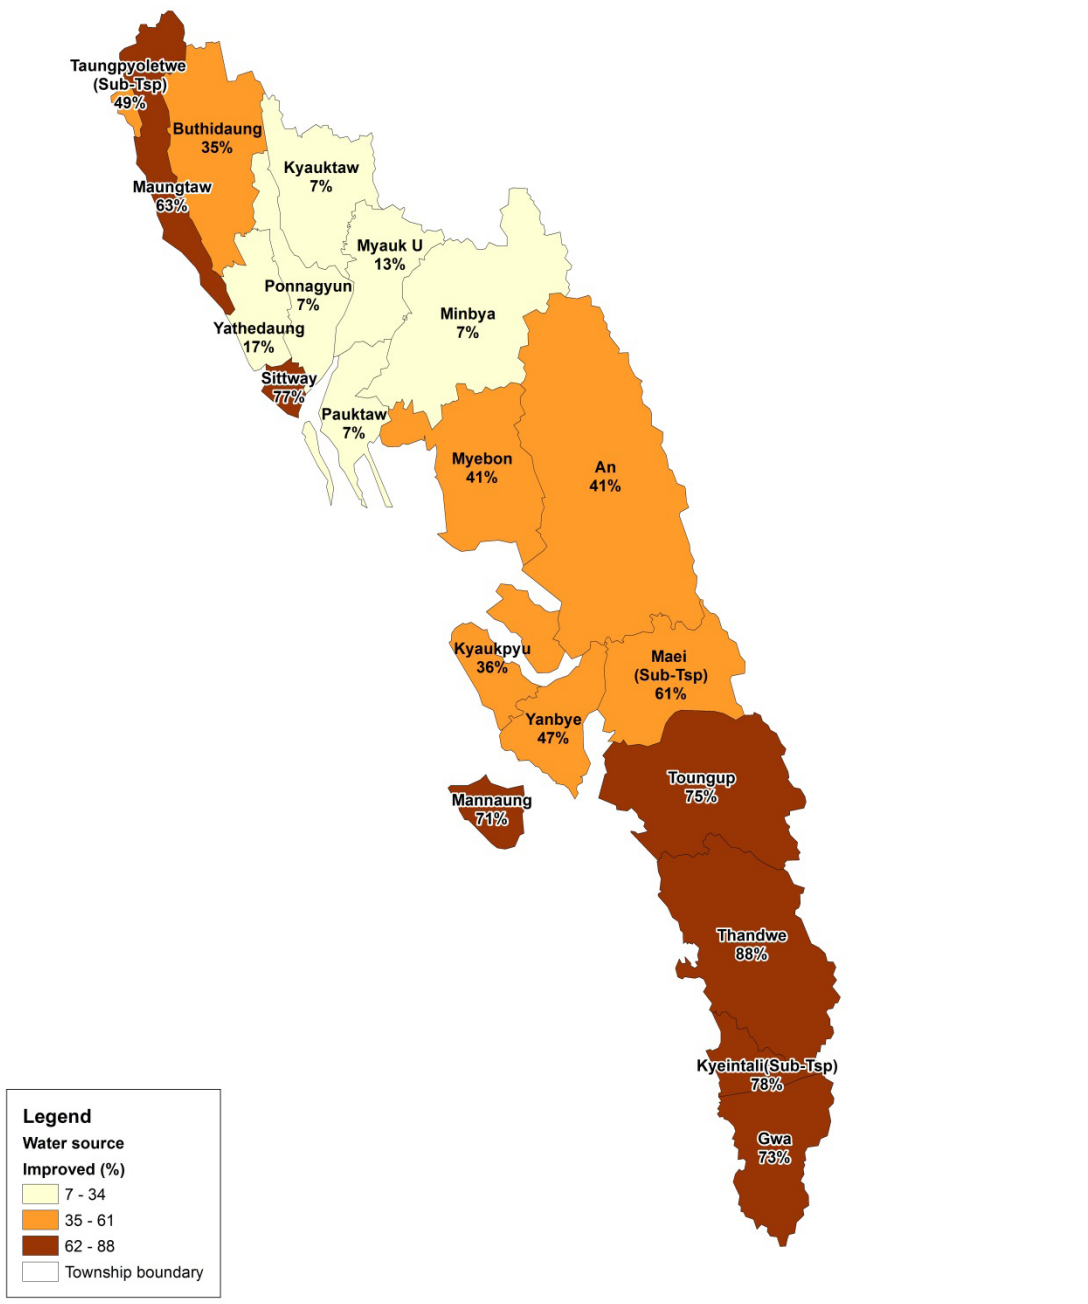 Taungpyoletwe
(Sub-Tsp)
49%
Buthidaung
35%
Kyauktaw
7%
Maungtaw
63%
Myauk U
13%
Ponnagyun
7%
Minbya
7%
Yathedaung
17%
Sittway
77%
Pauktaw
7%
Myebon
41%
An
41%
Kyaukpyu
36%
Maei
(Sub-Tsp)
61%
Yanbye
47%
Toungup
75%
Mannaung
71%
Thandwe
88%
Kyeintali(Sub-Tsp)
78%
Gwa
73%
Legend
Water source
Improved (%)
7 - 34
35 - 61
62 - 88
Township boundary